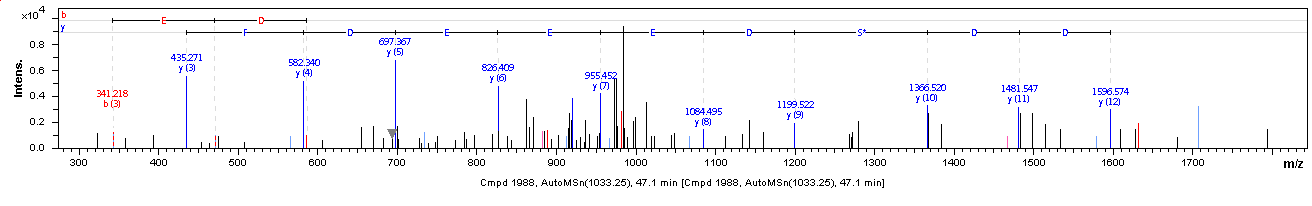 x10⁴
b E D
y F D E E E D S* D D
Intens.
0.8
0.6
0.4
0.2
0.0
341.218
b (3)
435.271
y (3)
582.340
y (4)
697.367
y (5)
826.409
y (6)
955.452
y (7)
1084.495
y (8)
1199.522
y (9)
1366.520
y (10)
1481.547
y (11)
1596.574
y (12)
300 400 500 600 700 800 900 1000 1100 1200 1300 1400 1500 1600 1700 m/z
Cmpd 1988, AutoMSn(1033.25), 47.1 min [Cmpd 1988, AutoMSn(1033.25), 47.1 min]